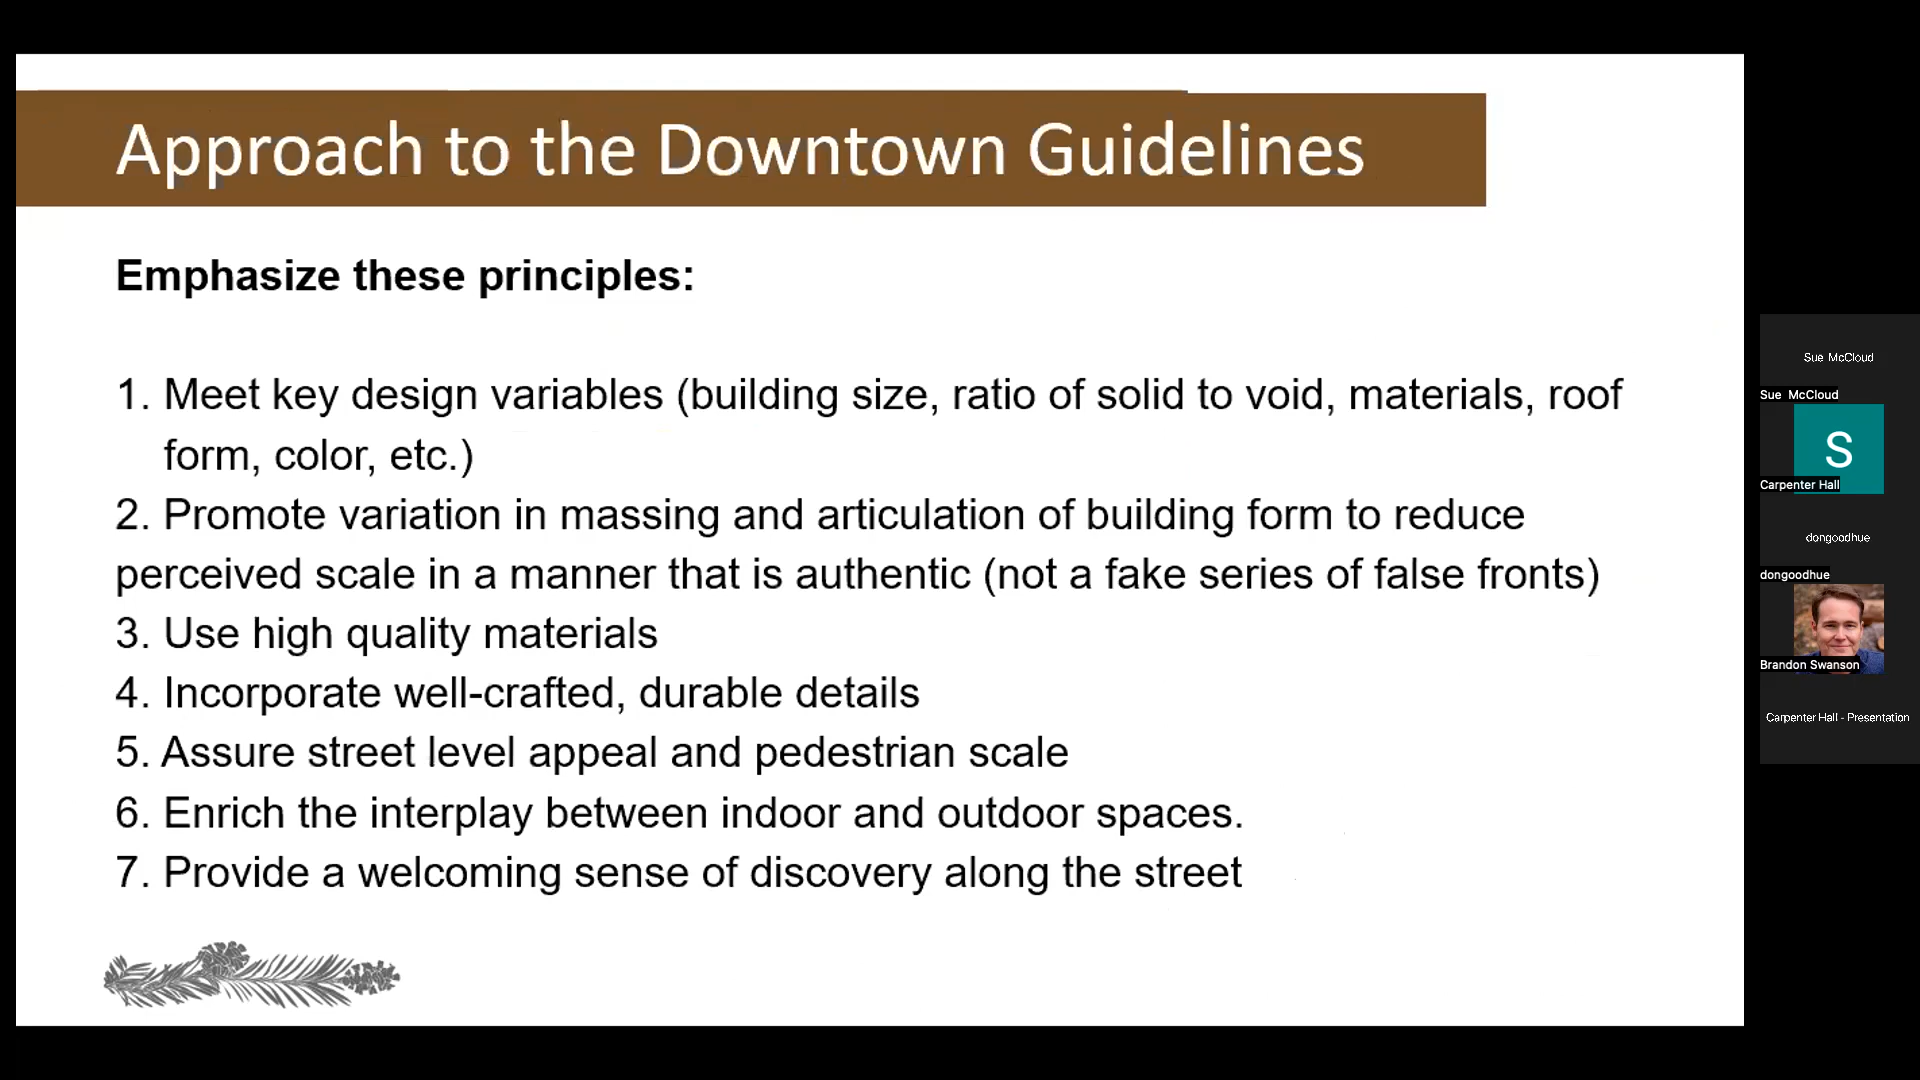 Approach to the Downtown Guidelines
Emphasize these principles:
1. Meet key design variables (building size, ratio of solid to void, materials, roof
form, color, etc.)
2. Promote variation in massing and articulation of building form to reduce
perceived scale in a manner that is authentic (not a fake series of false fronts)
3. Use high quality materials
4. Incorporate well-crafted, durable details
5. Assure street level appeal and pedestrian scale
6. Enrich the interplay between indoor and outdoor spaces.
7. Provide a welcoming sense of discovery along the street
Sue McCloud
Sue McCloud
S
Carpenter Hall
dongoodhue
dongoodhue
Brandon Swanson
Carpenter Hall - Presentation